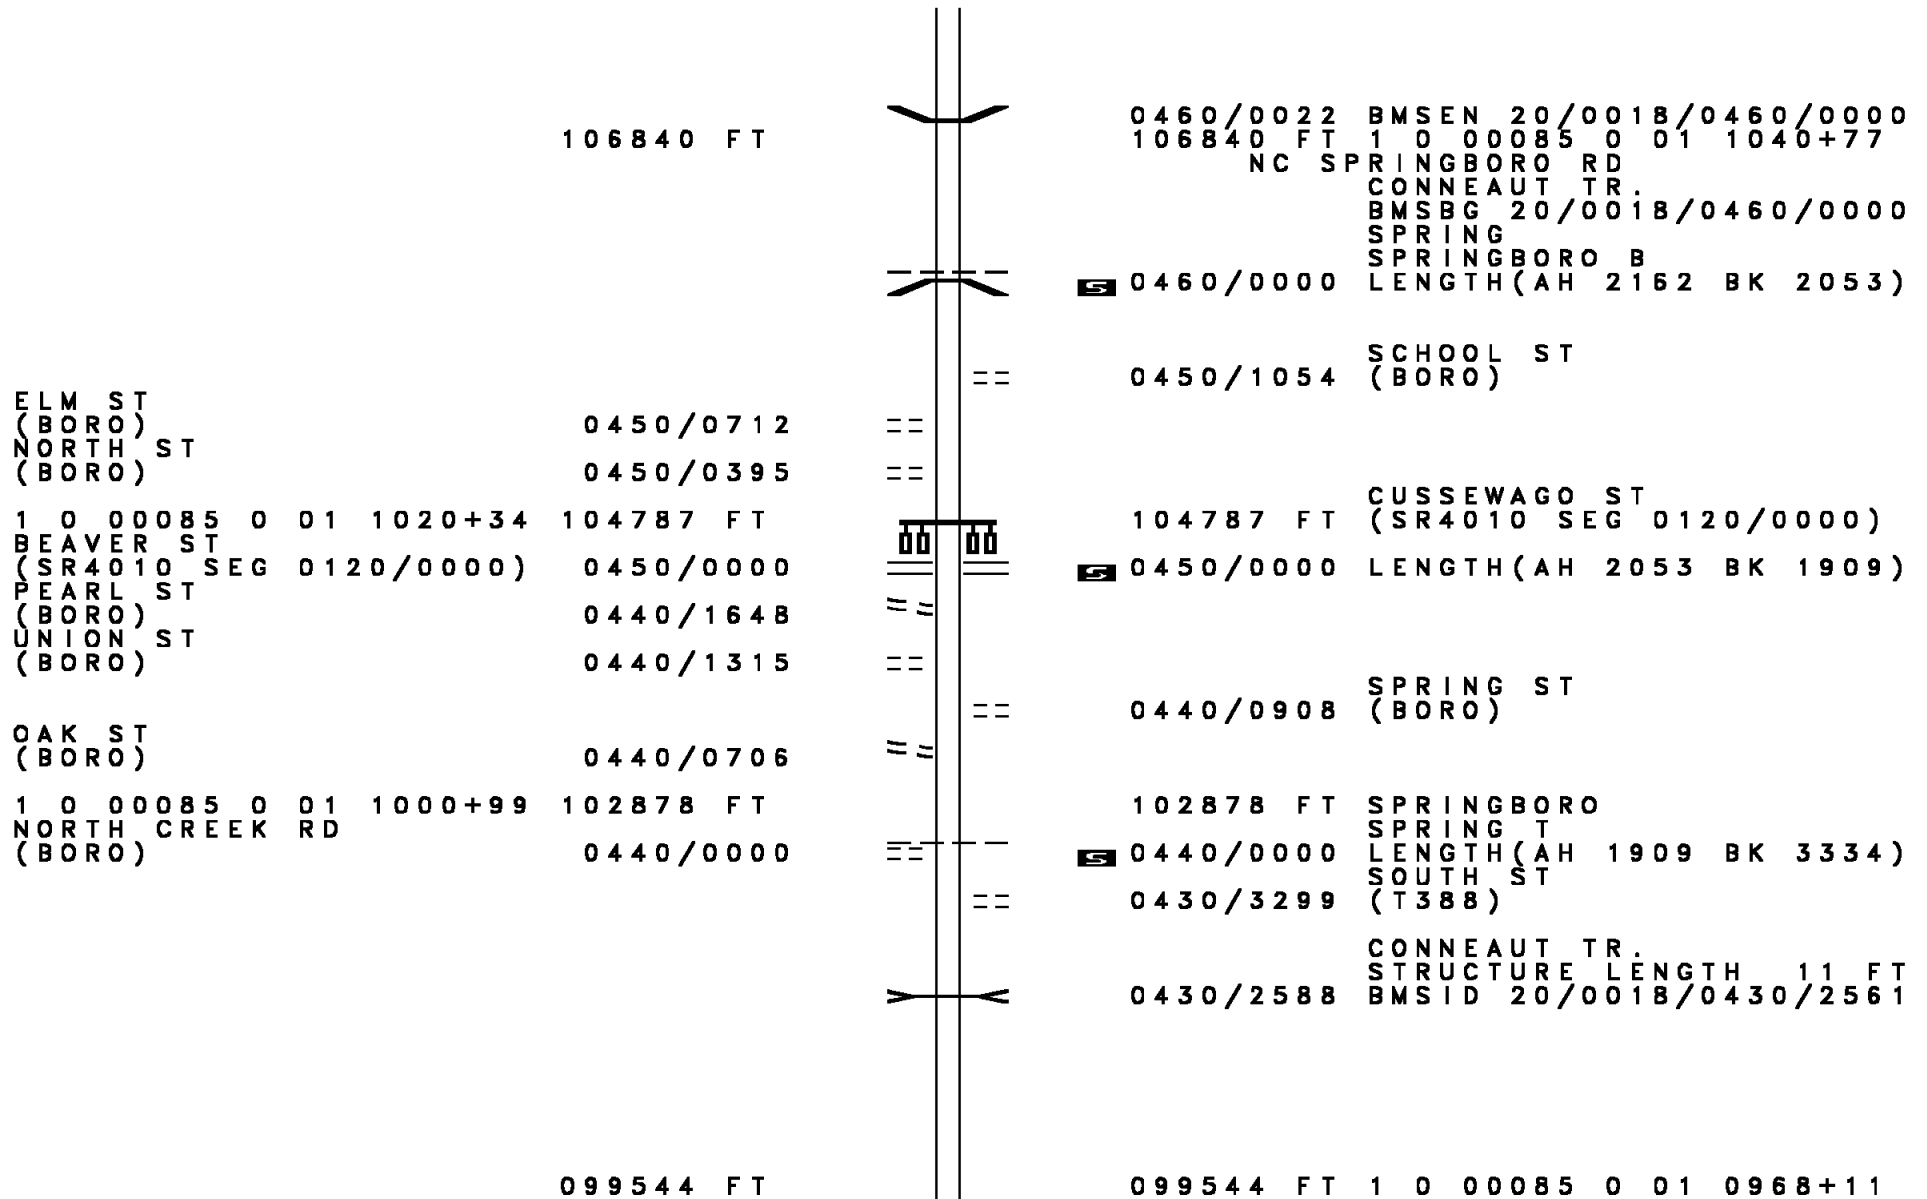 0460/0022 BMSEN 20/0018/0460/0000
106840 FT 106840 FT 1 0 00085 0 01 1040+77
NC SPRINGBORO RD
CONNEAUT TR.
BMSBG 20/0018/0460/0000
SPRING
SPRINGBORO B
S 0460/0000 LENGTH(AH 2162 BK 2053)
SCHOOL ST
0450/1054 (BORO)
ELM ST
(BORO) 0450/0712
NORTH ST
(BORO) 0450/0395
CUSSEWAGO ST
1 0 00085 0 01 1020+34 104787 FT 104787 FT (SR4010 SEG 0120/0000)
BEAVER ST
(SR4010 SEG 0120/0000) 0450/0000 S 0450/0000 LENGTH(AH 2053 BK 1909)
PEARL ST
(BORO) 0440/1648
UNION ST
(BORO) 0440/1315
SPRING ST
0440/0908 (BORO)
OAK ST
(BORO) 0440/0706
1 0 00085 0 01 1000+99 102878 FT 102878 FT SPRINGBORO
NORTH CREEK RD SPRING T
(BORO) 0440/0000 S 0440/0000 LENGTH(AH 1909 BK 3334)
SOUTH ST
0430/3299 (T388)
CONNEAUT TR.
STRUCTURE LENGTH 11 FT
0430/2588 BMSID 20/0018/0430/2561
099544 FT 099544 FT 1 0 00085 0 01 0968+11